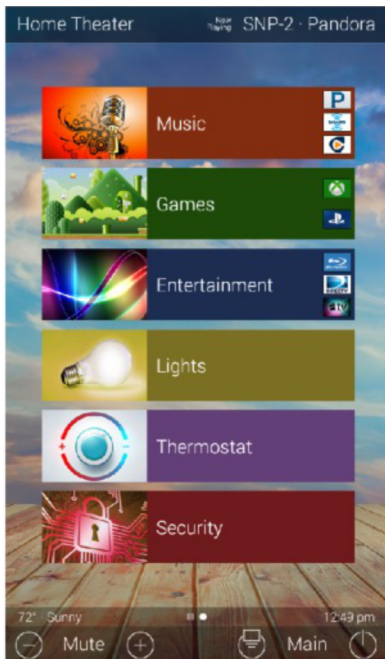 Home Theater
Now Playing SNP-2 · Pandora
P
Music
Games
Entertainment
Lights
Thermostat
Security
72° · Sunny
12:49 pm
Mute
Main